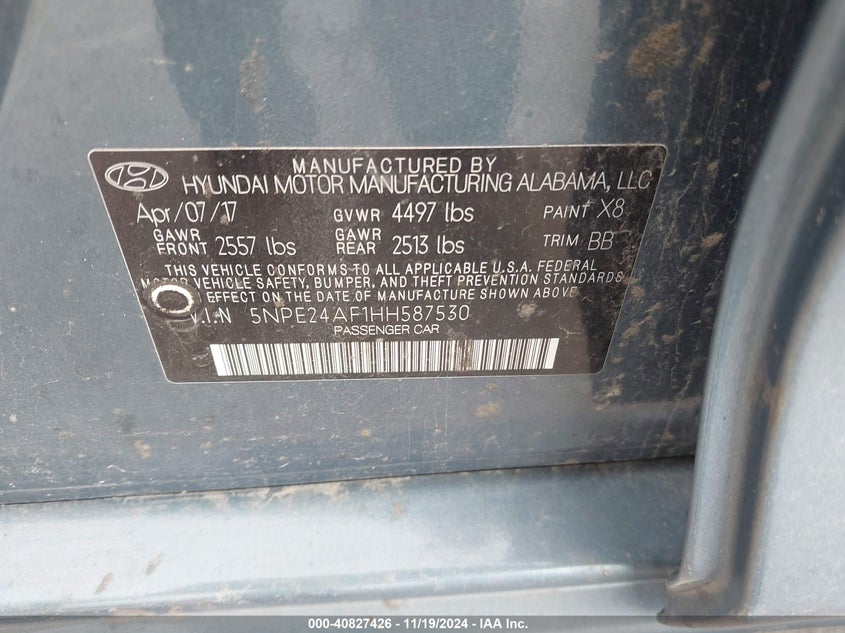 MANUFACTURED BY
HYUNDAI MOTOR MANUFACTURING ALABAMA, LLC
Apr/07/17 GVWR 4497 lbs PAINT X8
GAWR FRONT 2557 lbs GAWR REAR 2513 lbs TRIM BB
THIS VEHICLE CONFORMS TO ALL APPLICABLE U.S.A. FEDERAL
MOTOR VEHICLE SAFETY, BUMPER, AND THEFT PREVENTION STANDARDS
EFFECT ON THE DATE OF MANUFACTURE SHOWN ABOVE
V.I.N 5NPE24AF1HH587530
PASSENGER CAR
000-40827426 - 11/19/2024 - IAA Inc.